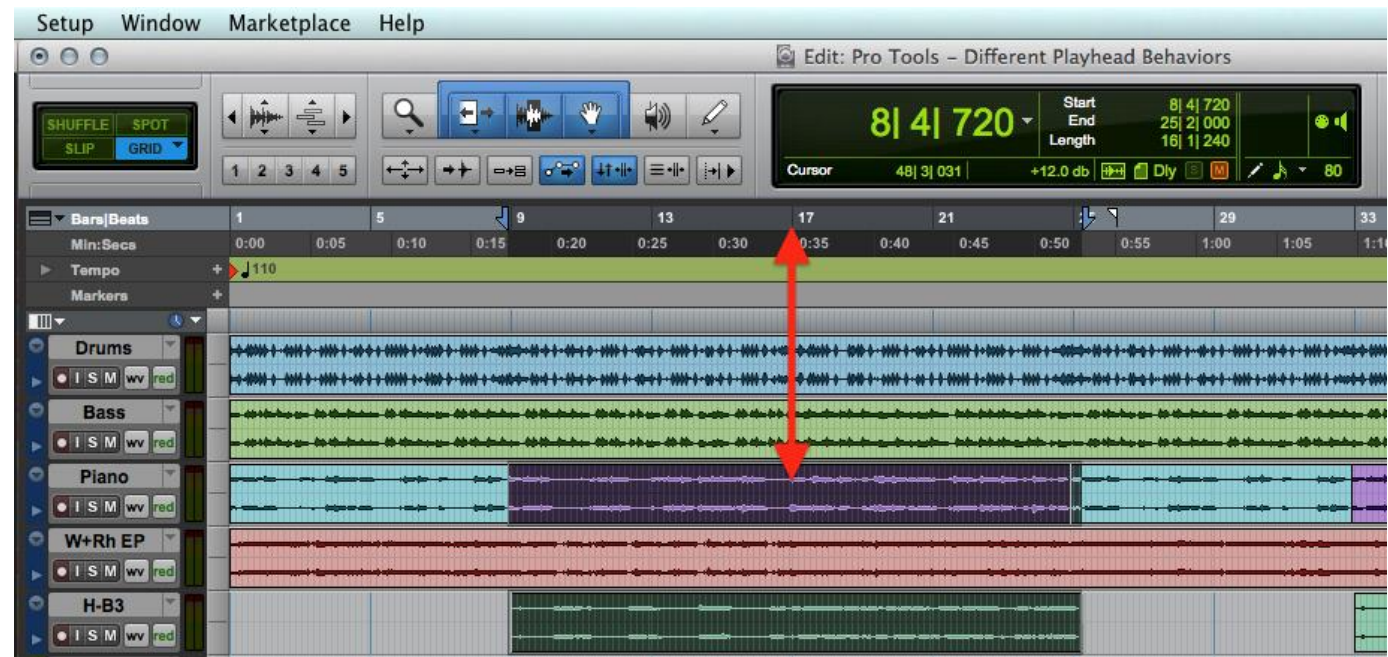 Setup Window Marketplace Help
Edit: Pro Tools – Different Playhead Behaviors
SHUFFLE SPOT
SLIP GRID
1 2 3 4 5
8| 4| 720
Start 8| 4| 720
End 25| 2| 000
Length 16| 1| 240
Cursor 48| 3| 031 +12.0 db Dly S M 80
Bars|Beats 1 5 9 13 17 21 29 33
Min:Secs 0:00 0:05 0:10 0:15 0:20 0:25 0:30 0:35 0:40 0:45 0:50 0:55 1:00 1:05
Tempo + 110
Markers +
Drums
I S M wv red
Bass
I S M wv red
Piano
I S M wv red
W+Rh EP
I S M wv red
H-B3
I S M wv red